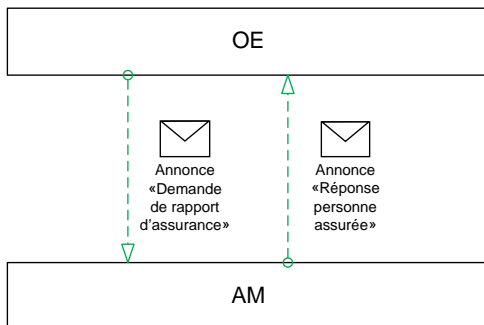 OE
Annonce
«Demande
de rapport
d'assurance»
Annonce
«Réponse
personne
assurée»
AM